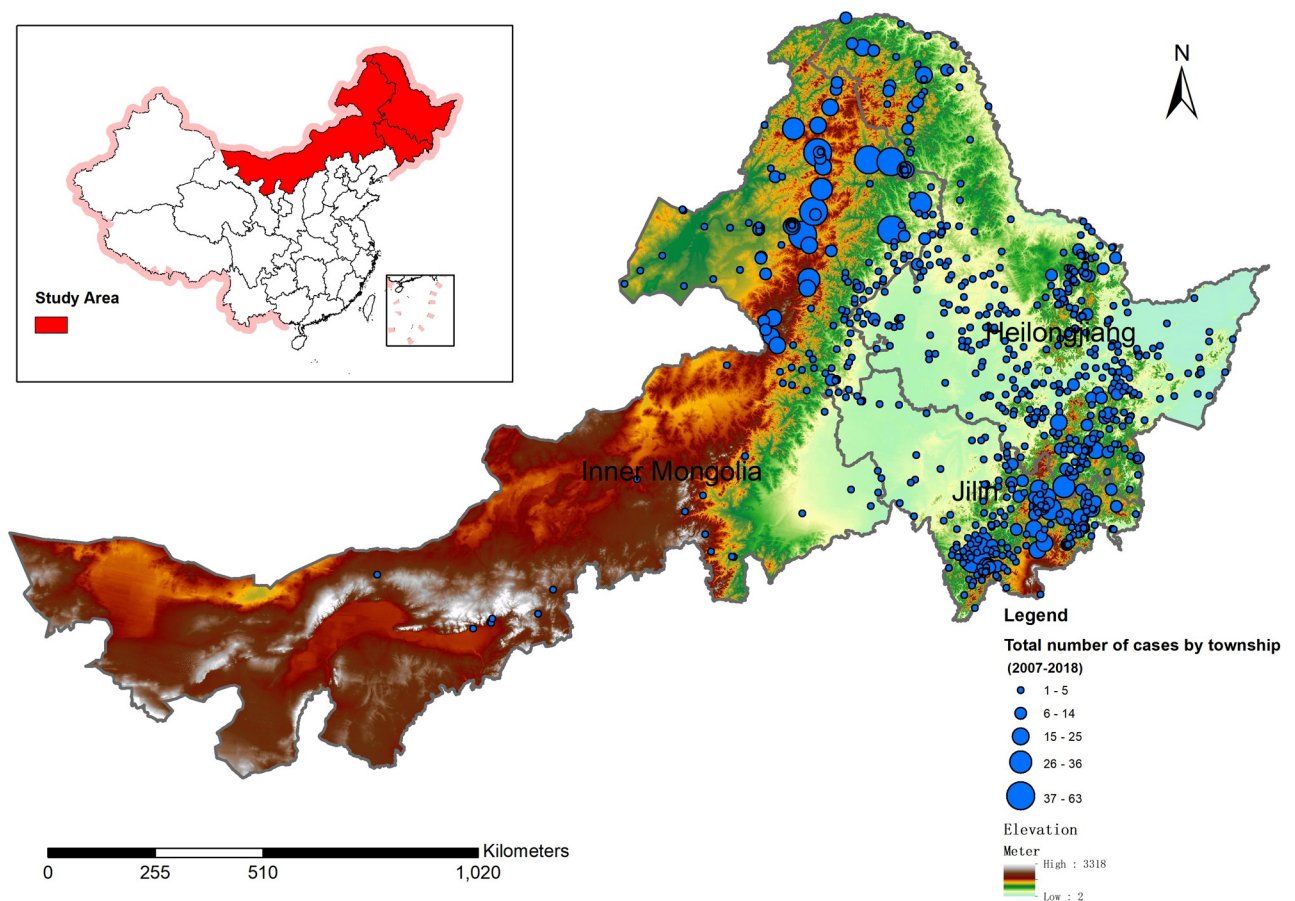 N
Study Area
Heilongjiang
Inner Mongolia
Jilin
Legend
Total number of cases by township
(2007-2018)
1 - 5
6 - 14
15 - 25
26 - 36
37 - 63
Elevation
Meter
High : 3318
Low : 2
Kilometers
0 255 510 1,020